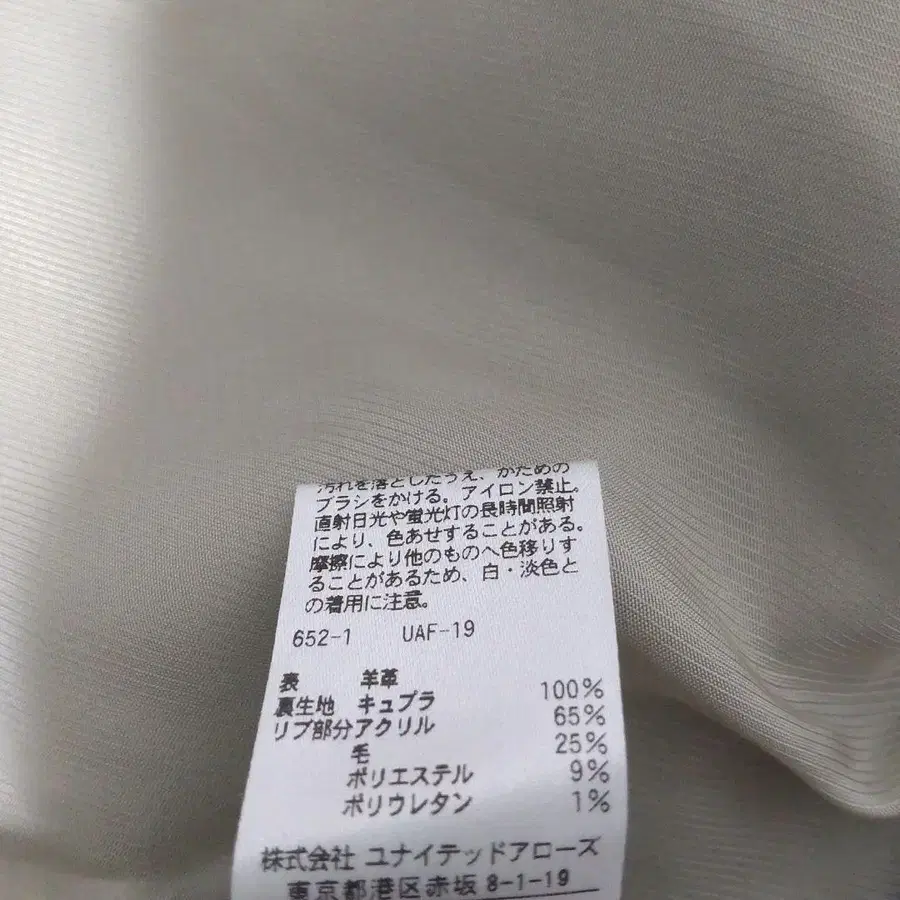 汚れを落としたうえ、かための
ブラシをかける。アイロン禁止。
直射日光や蛍光灯の長時間照射
により、色あせすることがある。
摩擦により他のものへ色移りす
ることがあるため、白・淡色と
の着用に注意。
652-1 UAF-19
表 羊革
裏生地 キュプラ 100%
リブ部分アクリル 65%
毛 25%
ポリエステル 9%
ポリウレタン 1%
株式会社 ユナイテッドアローズ
東京都港区赤坂 8-1-19